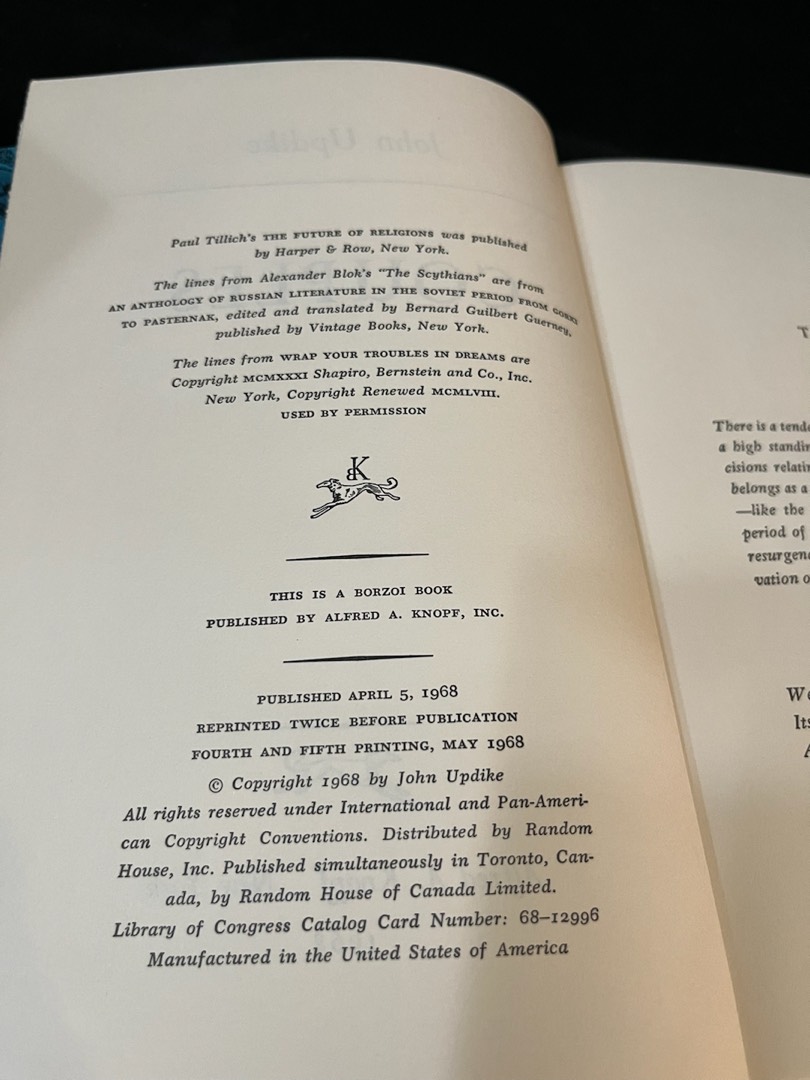 John Updike
Paul Tillich's THE FUTURE OF RELIGIONS was published
by Harper & Row, New York.
The lines from Alexander Blok's "The Scythians" are from
AN ANTHOLOGY OF RUSSIAN LITERATURE IN THE SOVIET PERIOD FROM GORKI
TO PASTERNAK, edited and translated by Bernard Guilbert Guerney,
published by Vintage Books, New York.
The lines from WRAP YOUR TROUBLES IN DREAMS are
Copyright MCMXXXI Shapiro, Bernstein and Co., Inc.
New York, Copyright Renewed MCMLVIII.
USED BY PERMISSION
THIS IS A BORZOI BOOK
PUBLISHED BY ALFRED A. KNOPF, INC.
PUBLISHED APRIL 5, 1968
REPRINTED TWICE BEFORE PUBLICATION
FOURTH AND FIFTH PRINTING, MAY 1968
© Copyright 1968 by John Updike
All rights reserved under International and Pan-Ameri-
can Copyright Conventions. Distributed by Random
House, Inc. Published simultaneously in Toronto, Can-
ada, by Random House of Canada Limited.
Library of Congress Catalog Card Number: 68–12996
Manufactured in the United States of America
There is a tende
a high standin
cisions relatin
belongs as a
—like the
period of
resurgen
vation o
We
Its